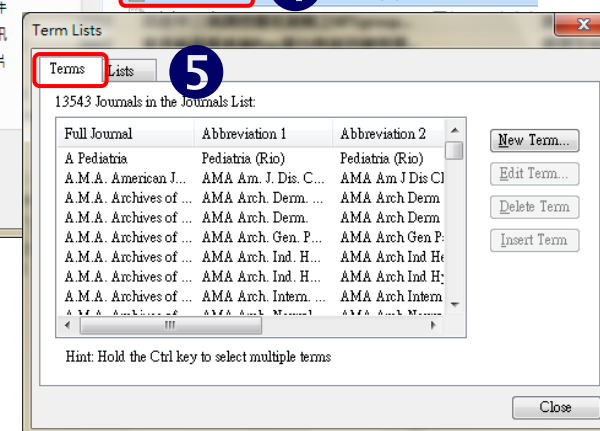 Term Lists
Terms
Lists
5
13543 Journals in the Journals List:
Full Journal Abbreviation 1 Abbreviation 2
A Pediatria Pediatria (Rio) Pediatria (Rio)
A.M.A. American J... AMA Am. J. Dis. C... AMA Am J Dis Cl
A.M.A. Archives of ... AMA Arch. Derm. ... AMA Arch Derm
A.M.A. Archives of ... AMA Arch. Derm. AMA Arch Derm
A.M.A. Archives of ... AMA Arch. Gen. P... AMA Arch Gen P
A.M.A. Archives of ... AMA Arch. Ind. H... AMA Arch Ind He
A.M.A. Archives of ... AMA Arch. Ind. H... AMA Arch Ind Hy
A.M.A. Archives of ... AMA Arch. Intern. ... AMA Arch Intern
New Term...
Edit Term...
Delete Term
Insert Term
Hint: Hold the Ctrl key to select multiple terms
Close